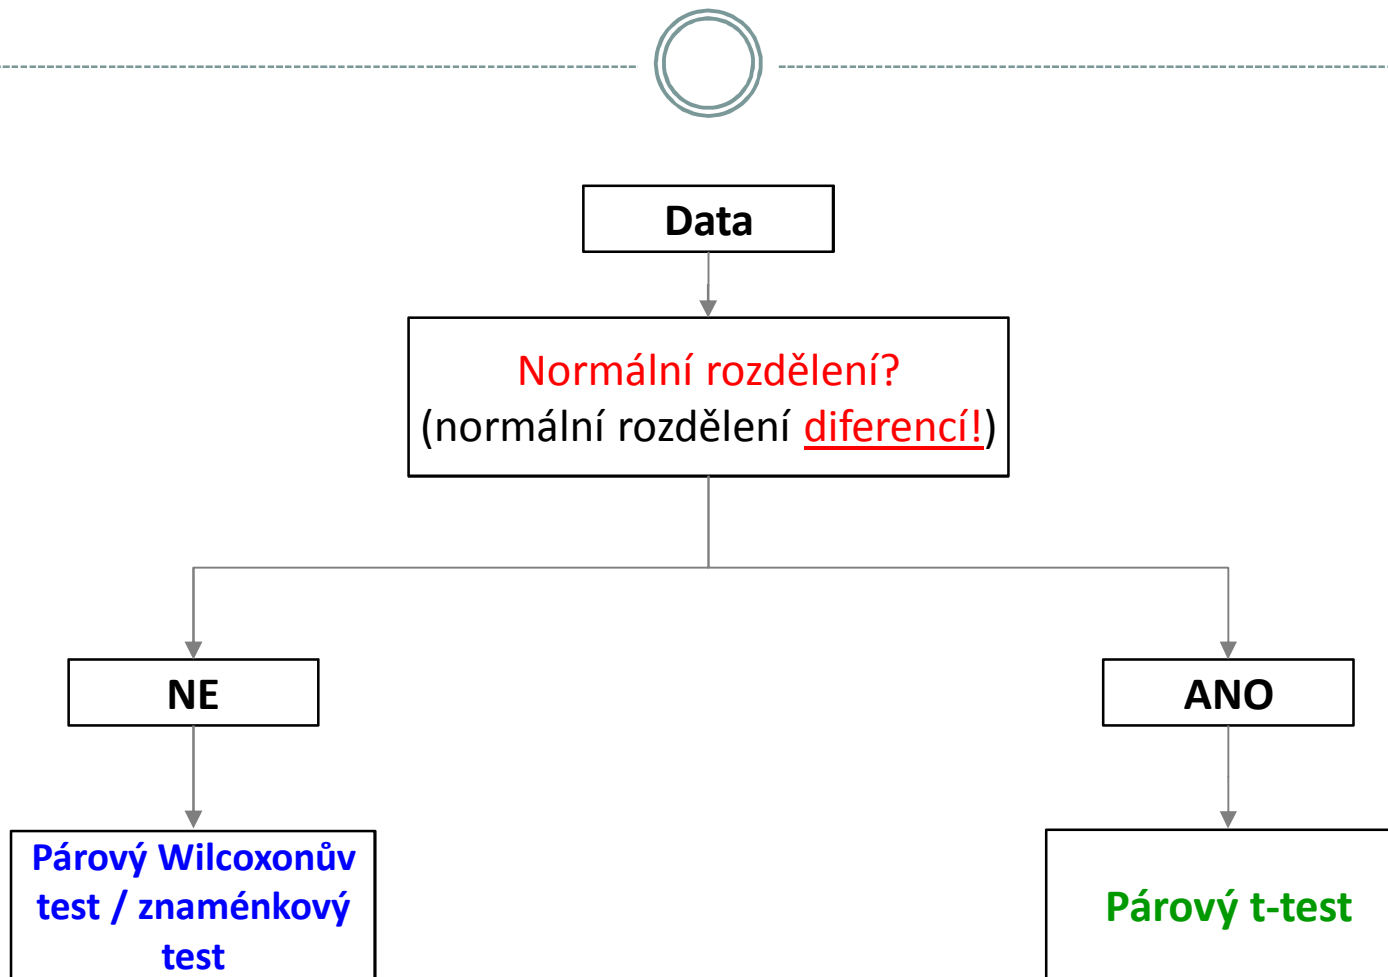 Data
Normální rozdělení?
(normální rozdělení diferencí!)
NE
ANO
Párový Wilcoxonův
test / znaménkový
test
Párový t-test